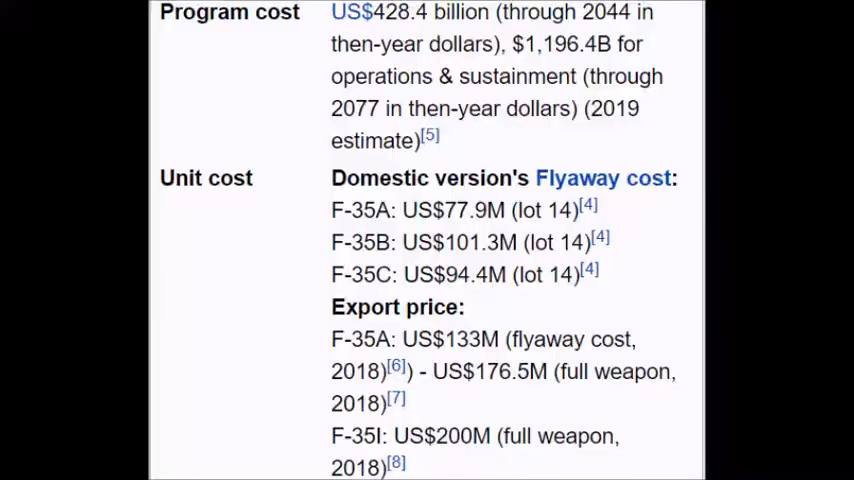 Program cost US$428.4 billion (through 2044 in
then-year dollars), $1,196.4B for
operations & sustainment (through
2077 in then-year dollars) (2019
estimate)[5]
Unit cost Domestic version's Flyaway cost:
F-35A: US$77.9M (lot 14)[4]
F-35B: US$101.3M (lot 14)[4]
F-35C: US$94.4M (lot 14)[4]
Export price:
F-35A: US$133M (flyaway cost,
2018)[6]) - US$176.5M (full weapon,
2018)[7]
F-35I: US$200M (full weapon,
2018)[8]